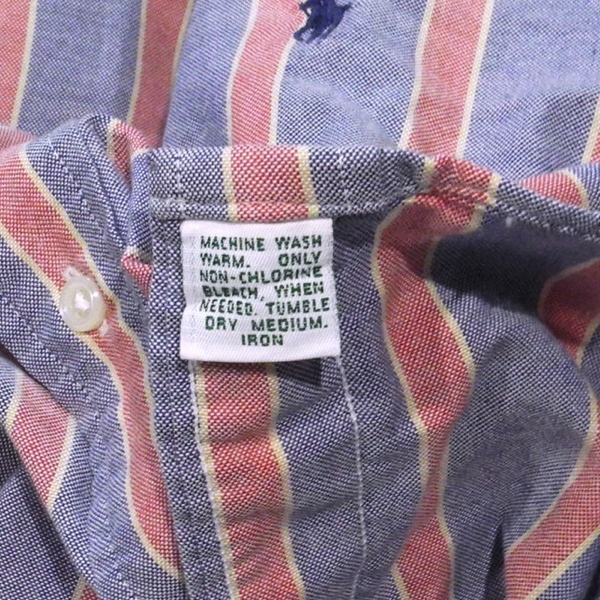 MACHINE WASH
WARM. ONLY
NON-CHLORINE
BLEACH, WHEN
NEEDED. TUMBLE
DRY MEDIUM.
IRON